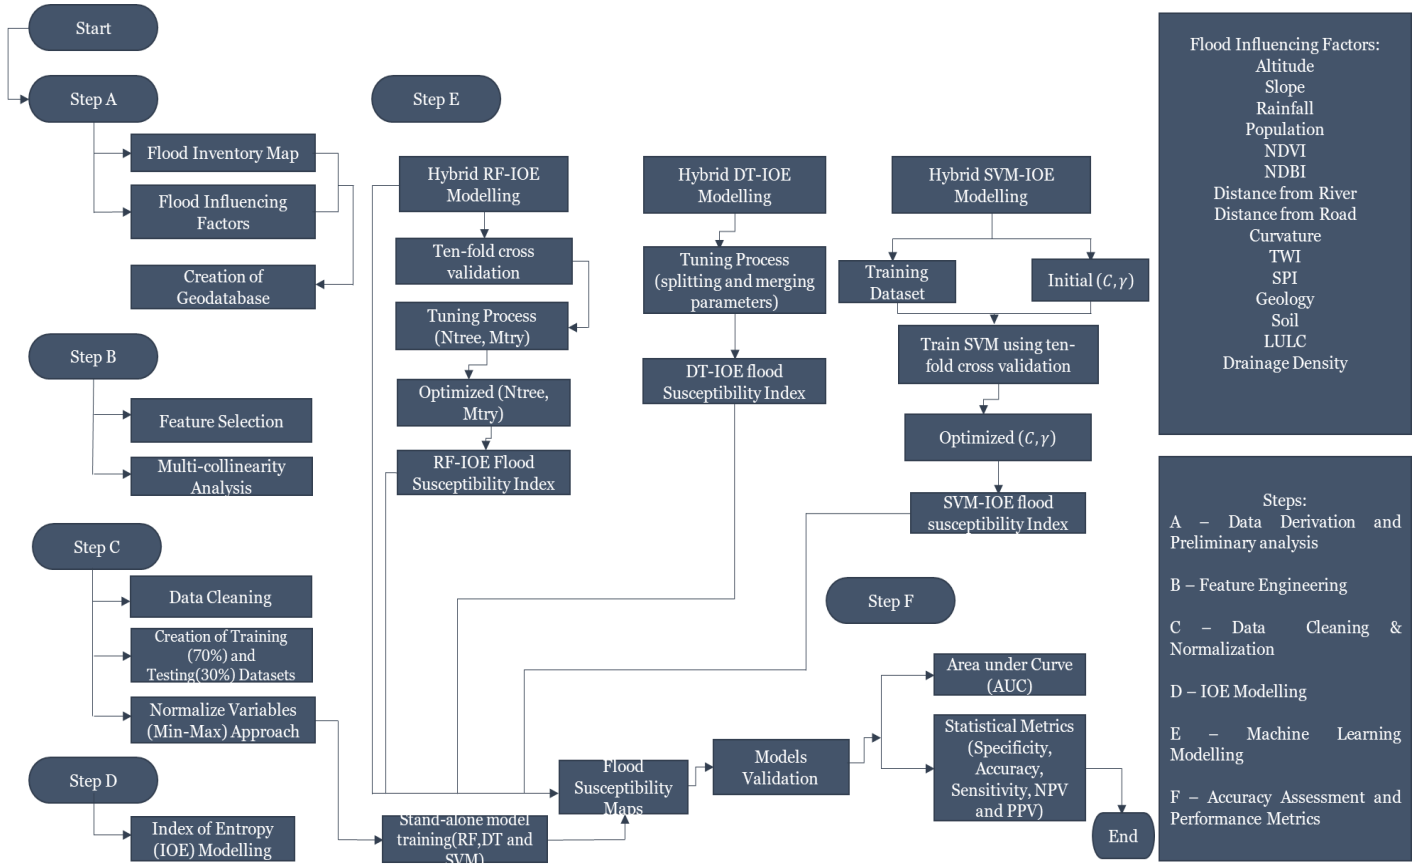 Start
Step A
Flood Inventory Map
Flood Influencing
Factors
Creation of
Geodatabase
Step B
Feature Selection
Multi-collinearity
Analysis
Step C
Data Cleaning
Creation of Training
(70%) and
Testing(30%) Datasets
Normalize Variables
(Min-Max) Approach
Step D
Index of Entropy
(IOE) Modelling
Step E
Hybrid RF-IOE
Modelling
Ten-fold cross
validation
Tuning Process
(Ntree, Mtry)
Optimized (Ntree,
Mtry)
RF-IOE Flood
Susceptibility Index
Hybrid DT-IOE
Modelling
Tuning Process
(splitting and merging
parameters)
DT-IOE flood
Susceptibility Index
Hybrid SVM-IOE
Modelling
Training
Dataset
Initial (C, γ)
Train SVM using ten-
fold cross validation
Optimized (C, γ)
SVM-IOE flood
susceptibility Index
Stand-alone model
training(RF,DT and
SVM)
Flood
Susceptibility
Maps
Models
Validation
Step F
Area under Curve
(AUC)
Statistical Metrics
(Specificity,
Accuracy,
Sensitivity, NPV
and PPV)
End
Flood Influencing Factors:
Altitude
Slope
Rainfall
Population
NDVI
NDBI
Distance from River
Distance from Road
Curvature
TWI
SPI
Geology
Soil
LULC
Drainage Density
Steps:
A – Data Derivation and
Preliminary analysis
B – Feature Engineering
C – Data Cleaning &
Normalization
D – IOE Modelling
E – Machine Learning
Modelling
F – Accuracy Assessment and
Performance Metrics